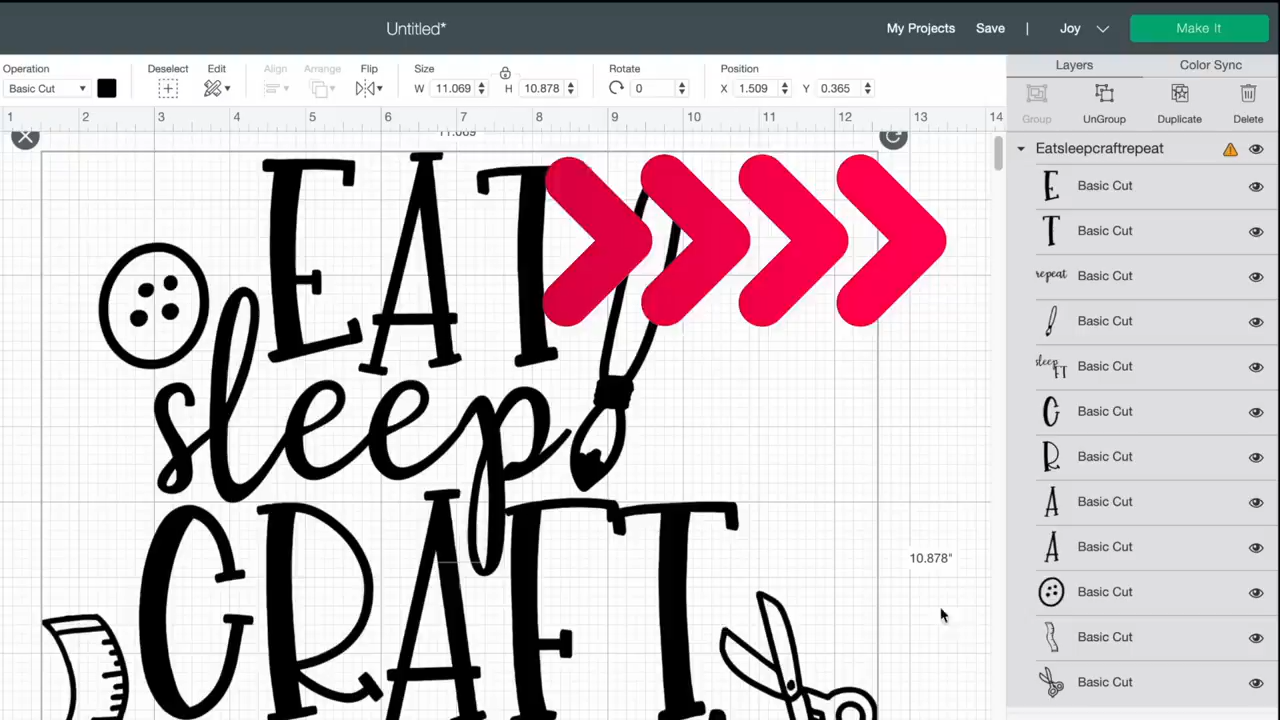 Untitled*
My Projects Save | Joy Make It
Operation Deselect Edit Align Arrange Flip Size Rotate Position Layers Color Sync
Basic Cut W 11.069 H 10.878 0 X 1.509 Y 0.365
Group UnGroup Duplicate Delete
1 2 3 4 5 6 7 8 9 10 11 12 13 14
11.069
EAT
sleep
CRAFT
10.878"
Eatsleepcraftrepeat
E Basic Cut
T Basic Cut
repeat Basic Cut
Basic Cut
sleep FT Basic Cut
C Basic Cut
R Basic Cut
A Basic Cut
A Basic Cut
Basic Cut
Basic Cut
Basic Cut